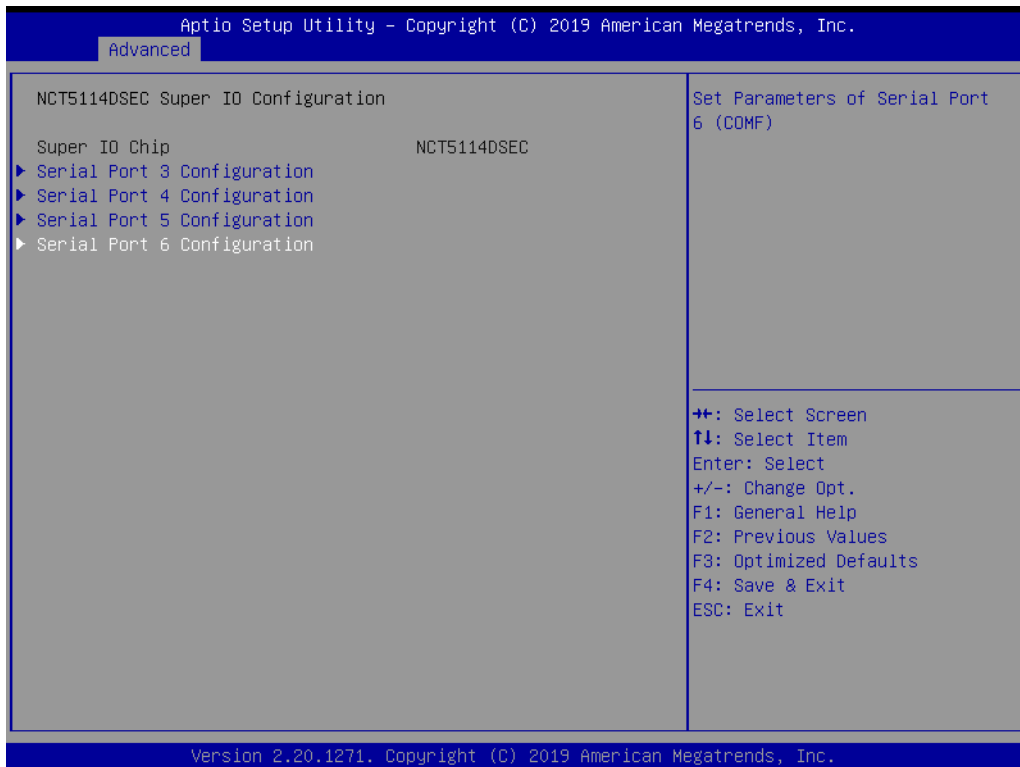 Aptio Setup Utility – Copyright (C) 2019 American Megatrends, Inc.
Advanced
NCT5114DSEC Super IO Configuration
Super IO Chip NCT5114DSEC
Serial Port 3 Configuration
Serial Port 4 Configuration
Serial Port 5 Configuration
Serial Port 6 Configuration
Set Parameters of Serial Port
6 (COMF)
→←: Select Screen
↑↓: Select Item
Enter: Select
+/-: Change Opt.
F1: General Help
F2: Previous Values
F3: Optimized Defaults
F4: Save & Exit
ESC: Exit
Version 2.20.1271. Copyright (C) 2019 American Megatrends, Inc.